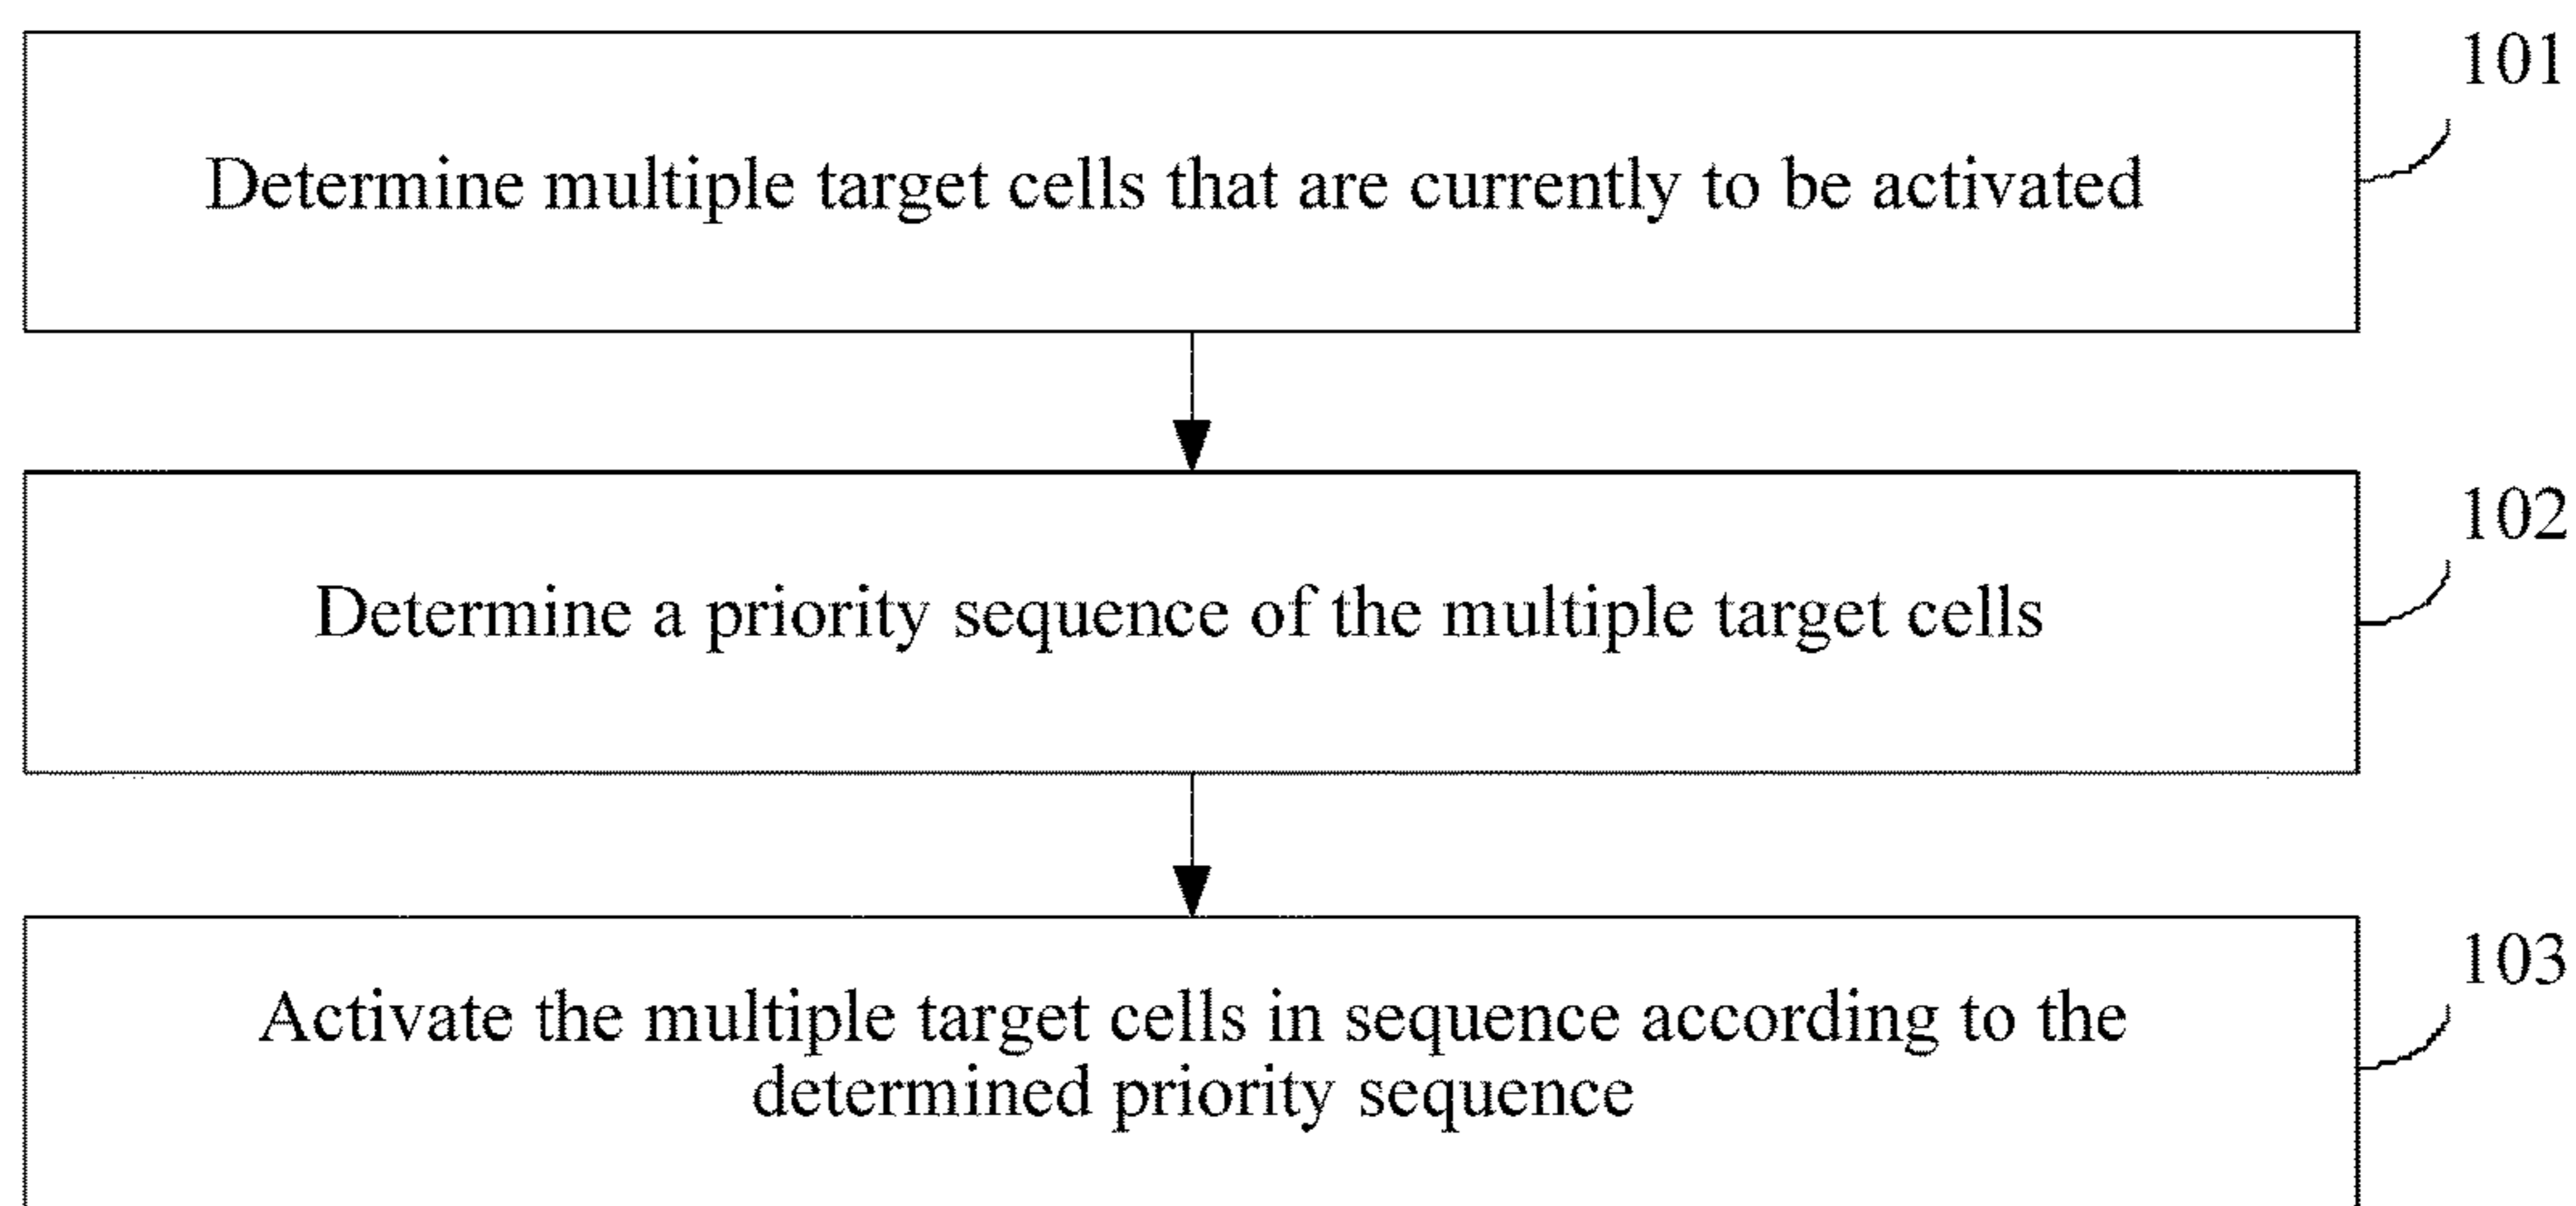 101
Determine multiple target cells that are currently to be activated
102
Determine a priority sequence of the multiple target cells
103
Activate the multiple target cells in sequence according to the
determined priority sequence